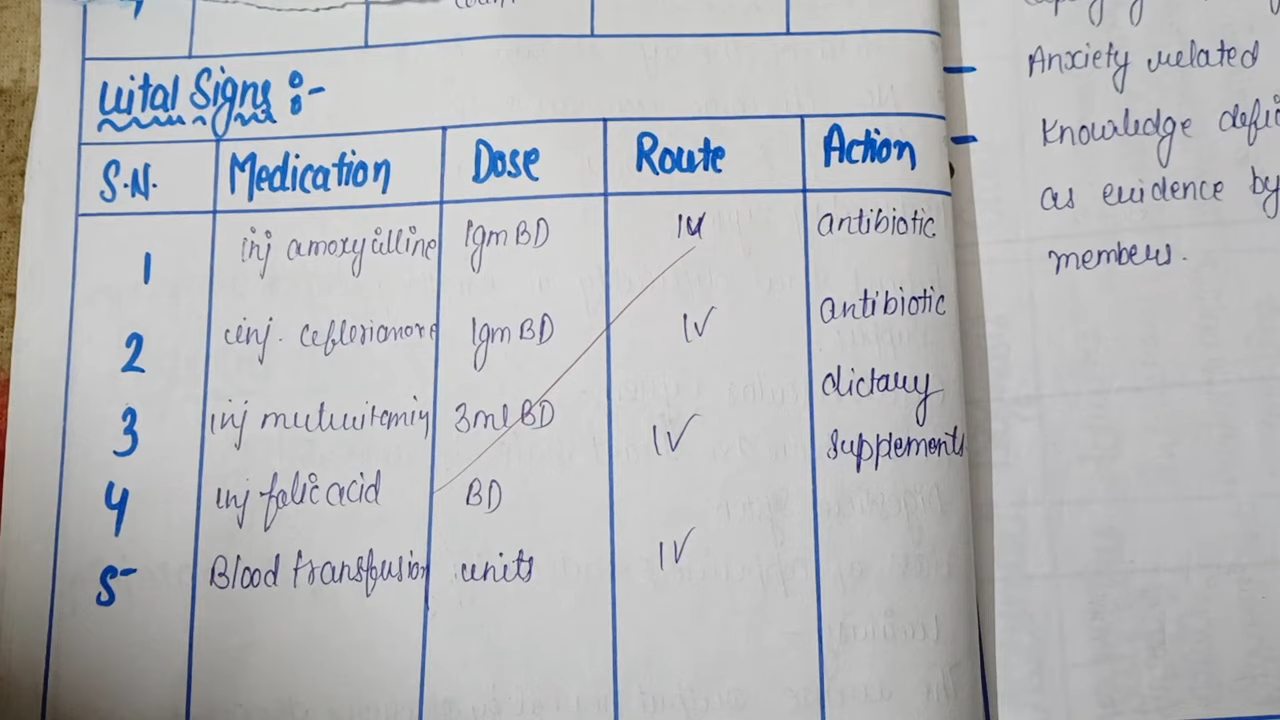 Vital Signs :-
S.N. Medication Dose Route Action
1 inj amoxycilline 1gm BD IV antibiotic
2 inj. 1gm BD IV antibiotic
3 inj multivitamin 3ml BD IV dietary supplements
4 inj folic acid BD
5 Blood transfusion units IV
Anxiety related
Knowledge defic
as evidence by
members.